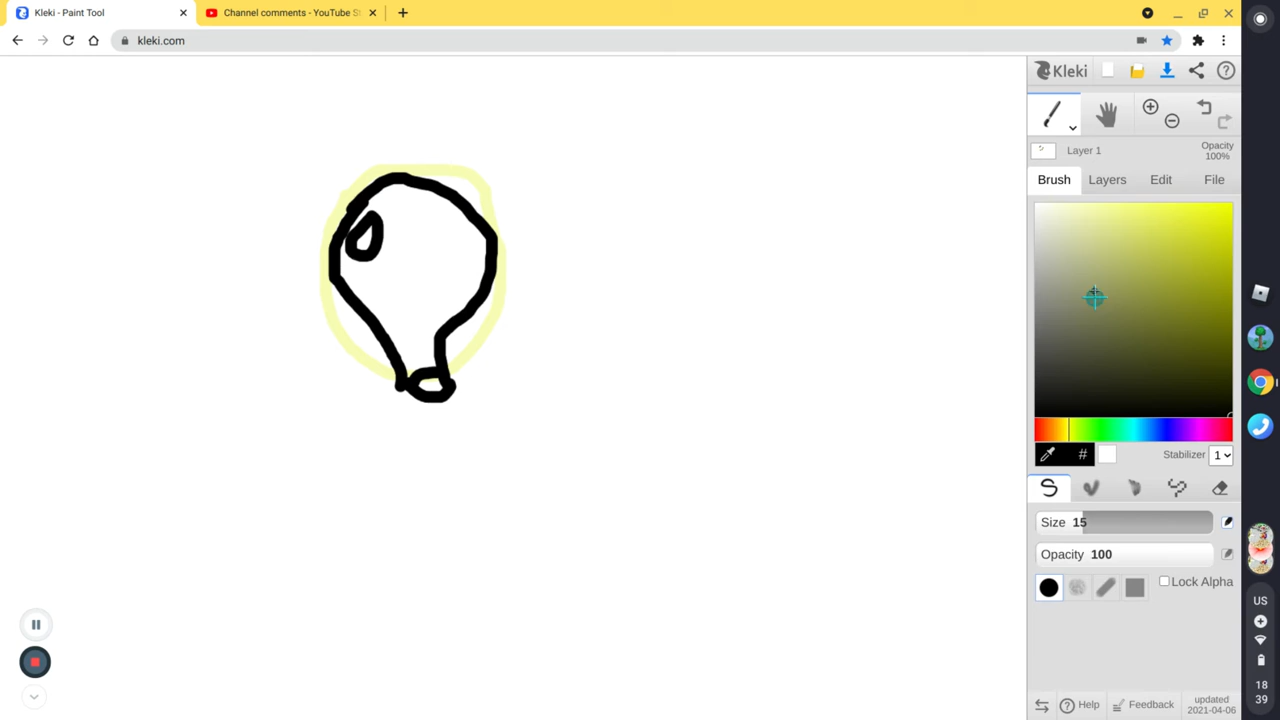 Kleki - Paint Tool
Channel comments - YouTube St
kleki.com
Kleki
Layer 1
Opacity
100%
Brush
Layers
Edit
File
#
Stabilizer 1
Size 15
Opacity 100
Lock Alpha
Help
Feedback
updated
2021-04-06
US
18
39